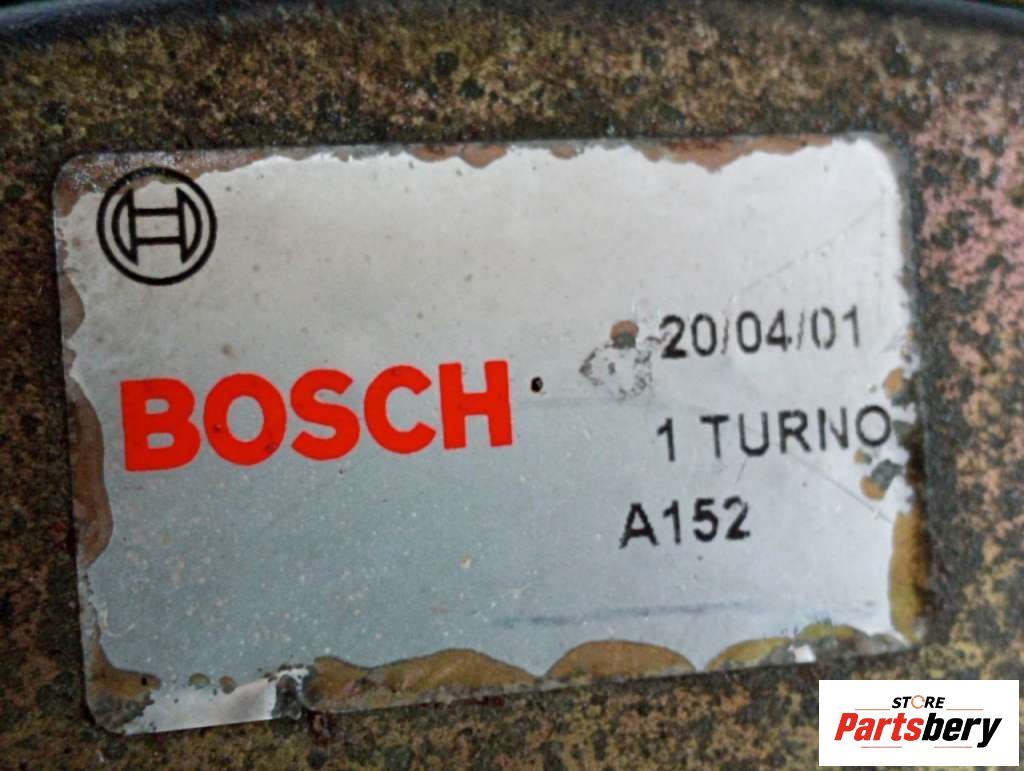 BOSCH
20/04/01
1 TURNO
A152
STORE
Partsbery